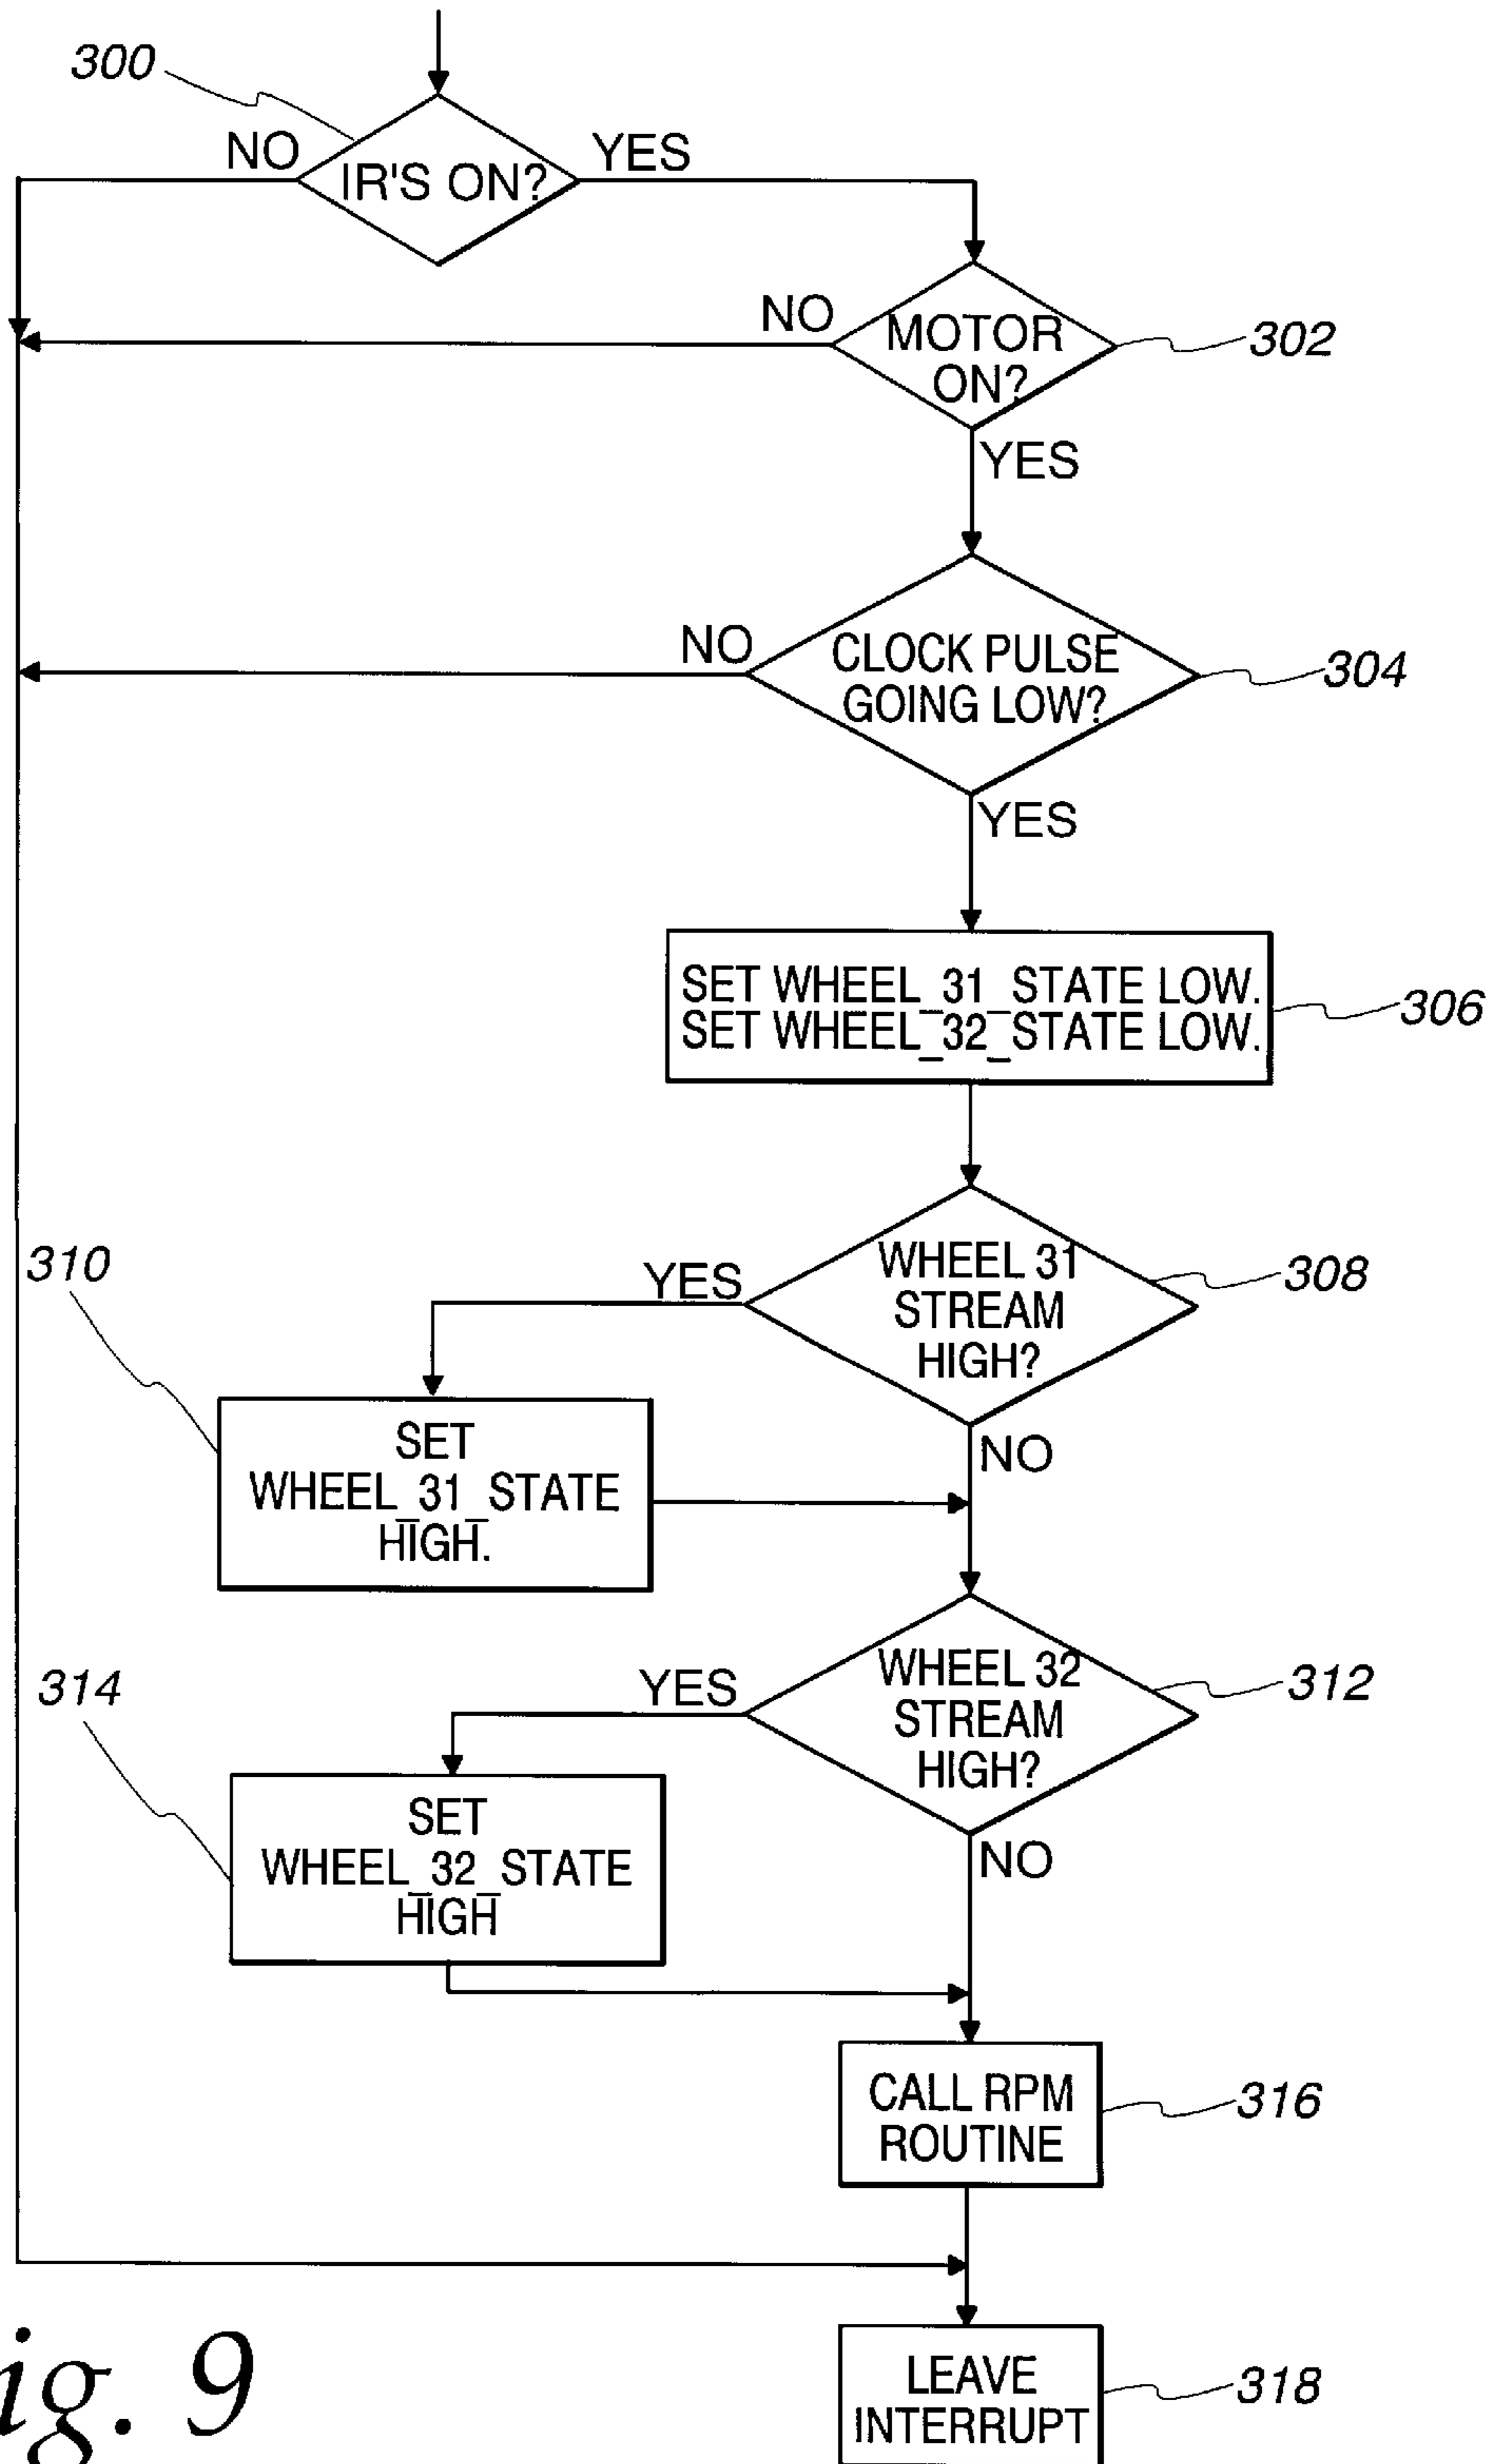 300
NO
IR'S ON?
YES
NO
MOTOR
ON?
302
YES
NO
CLOCK PULSE
GOING LOW?
304
YES
SET WHEEL_31_STATE LOW.
SET WHEEL_32_STATE LOW.
306
310
YES
WHEEL 31
STREAM
HIGH?
308
SET
WHEEL_31_STATE
HIGH.
NO
314
YES
WHEEL 32
STREAM
HIGH?
312
SET
WHEEL_32_STATE
HIGH
NO
CALL RPM
ROUTINE
316
LEAVE
INTERRUPT
318
ig. 9